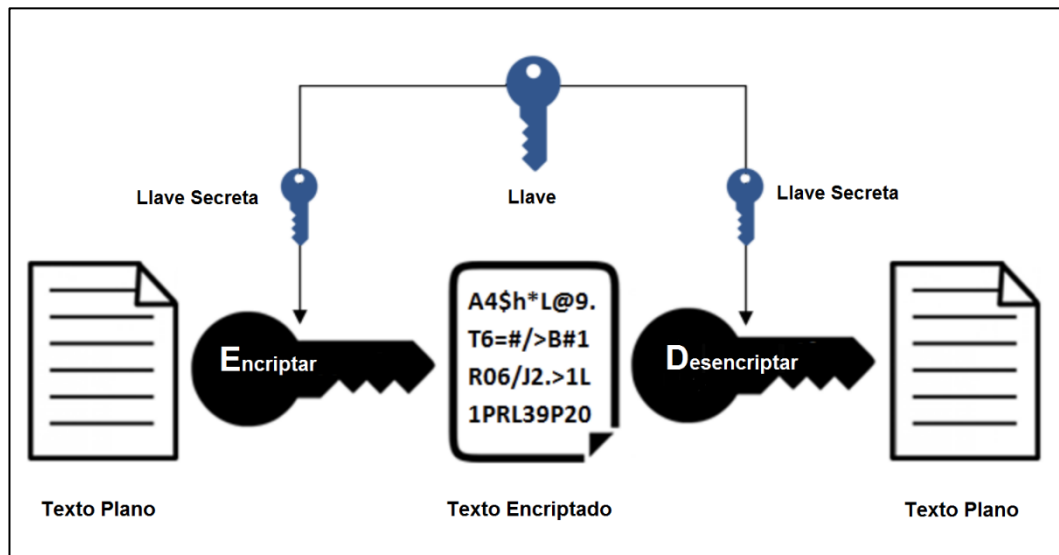 Llave Secreta
Llave
Llave Secreta
Encriptar
A4$h*L@9.
T6=#/>B#1
R06/J2.>1L
1PRL39P20
Desencriptar
Texto Plano
Texto Encriptado
Texto Plano